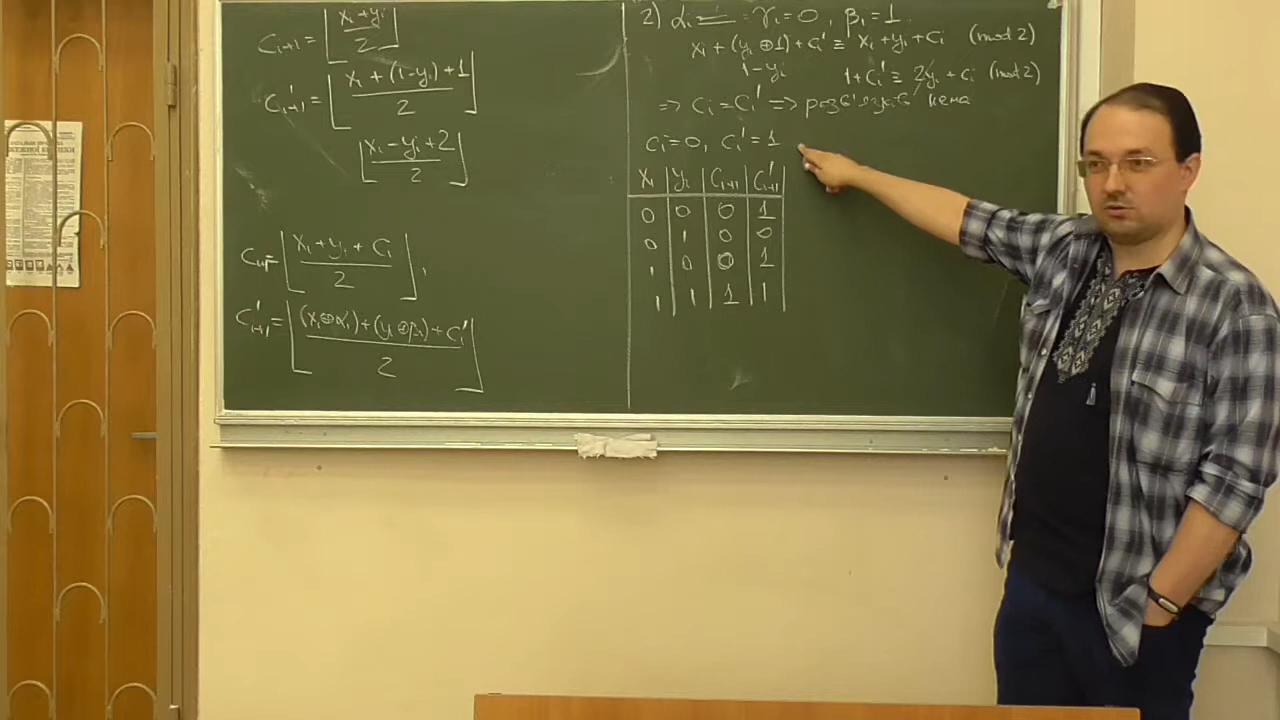 C_{i+1} = ⌊(x_i + y_i)/2⌋
C'_{i+1} = ⌊(x_i + (1-y_i) + 1)/2⌋
⌊(x_i - y_i + 2)/2⌋
C_{i+1} = ⌊(x_i + y_i + C_i)/2⌋,
C'_{i+1} = ⌊((x_i ⊕ α_i) + (y_i ⊕ β_i) + C'_i)/2⌋
2) α_i = γ_i = 0, β_i = 1
x_i + (y_i ⊕ 1) + C'_i ≡ x_i + y_i + C_i (mod 2)
1 - y_i
1 + C'_i ≡ 2y_i + C_i (mod 2)
⇒ C_i = C'_i ⇒ розв'язків нема
C_i = 0, C'_i = 1
x_i | y_i | C_{i+1} | C'_{i+1}
0 | 0 | 0 | 1
0 | 1 | 0 | 0
1 | 0 | 0 | 1
1 | 1 | 1 | 1